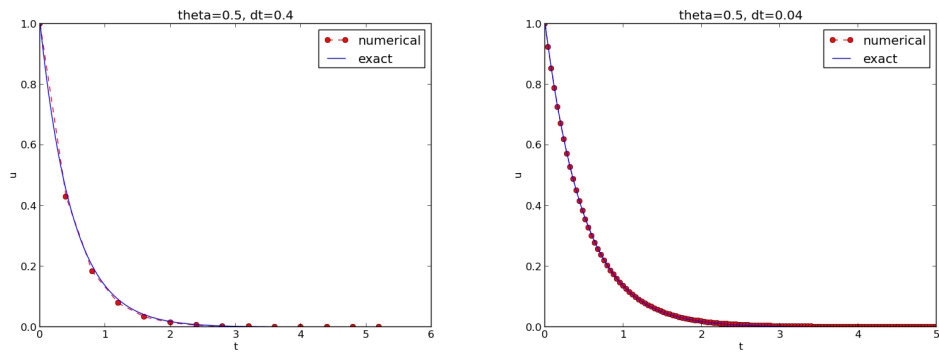 theta=0.5, dt=0.4
1.0
0.8
0.6
0.4
0.2
0.0
u
0 1 2 3 4 5 6
t
numerical
exact
theta=0.5, dt=0.04
1.0
0.8
0.6
0.4
0.2
0.0
u
0 1 2 3 4 5
t
numerical
exact